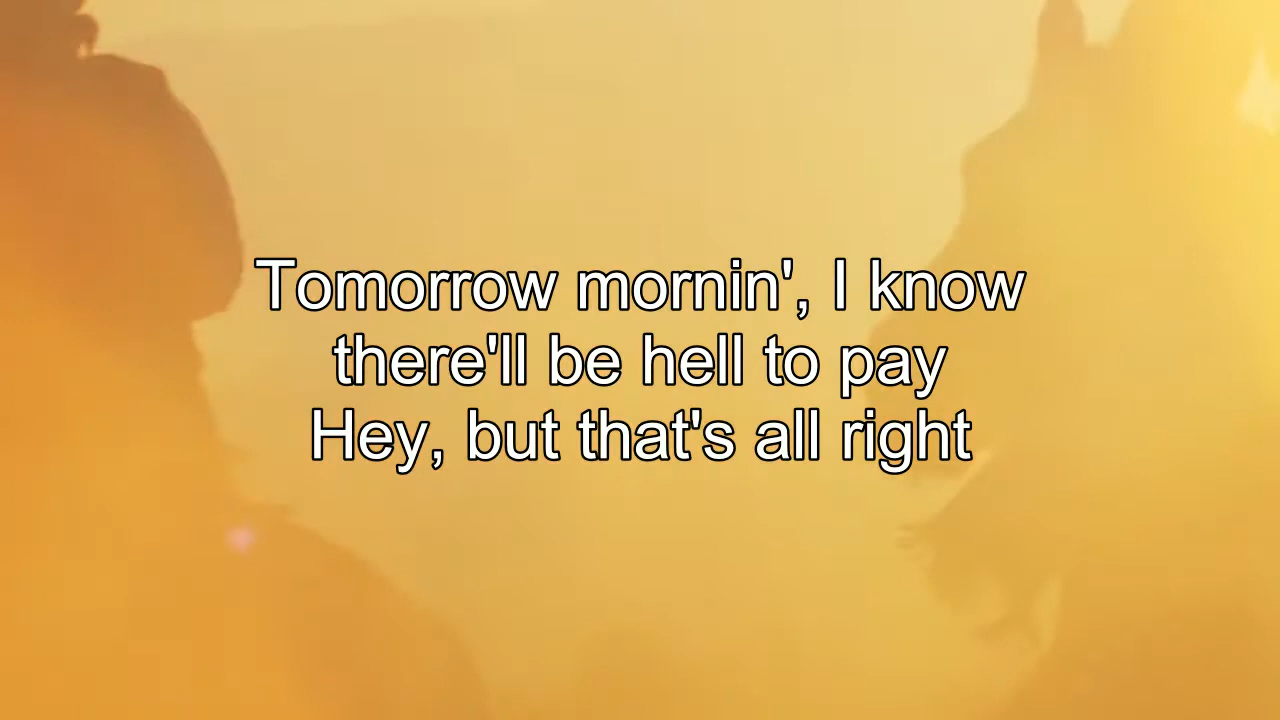 Tomorrow mornin', I know
there'll be hell to pay
Hey, but that's all right